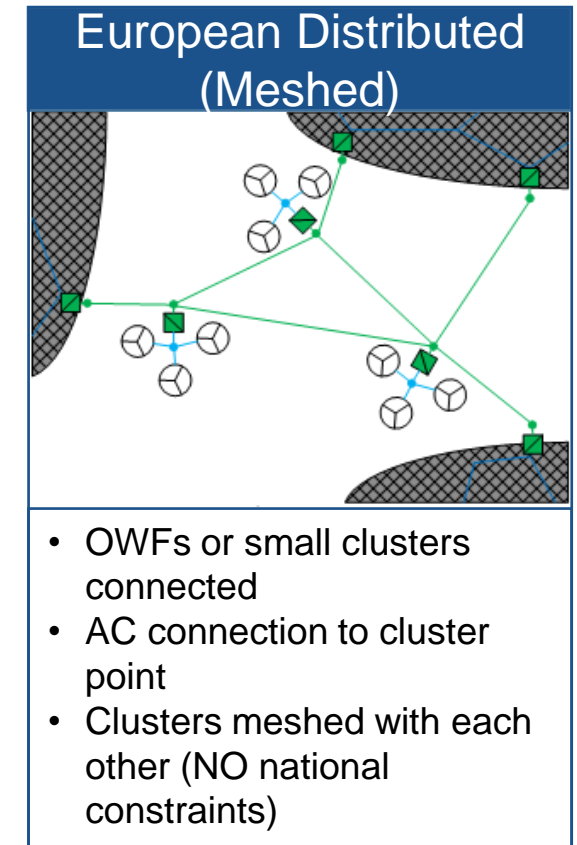 European Distributed
(Meshed)
• OWFs or small clusters
connected
• AC connection to cluster
point
• Clusters meshed with each
other (NO national
constraints)